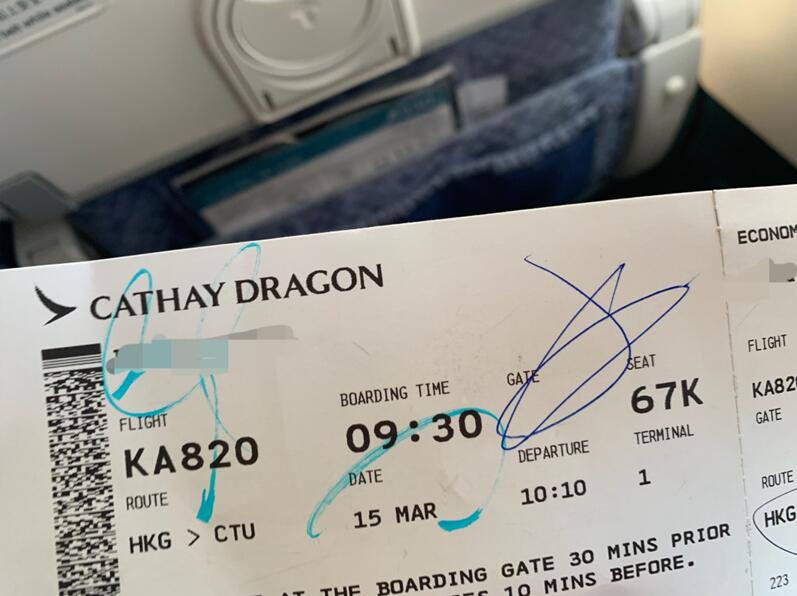 CATHAY DRAGON
FLIGHT
KA820
ROUTE
HKG > CTU
BOARDING TIME
09:30
DATE
15 MAR
GATE
DEPARTURE
10:10
SEAT
67K
TERMINAL
1
AT THE BOARDING GATE 30 MINS PRIOR
10 MINS BEFORE.
ECONOM
FLIGHT
KA820
GATE
ROUTE
HKG
223